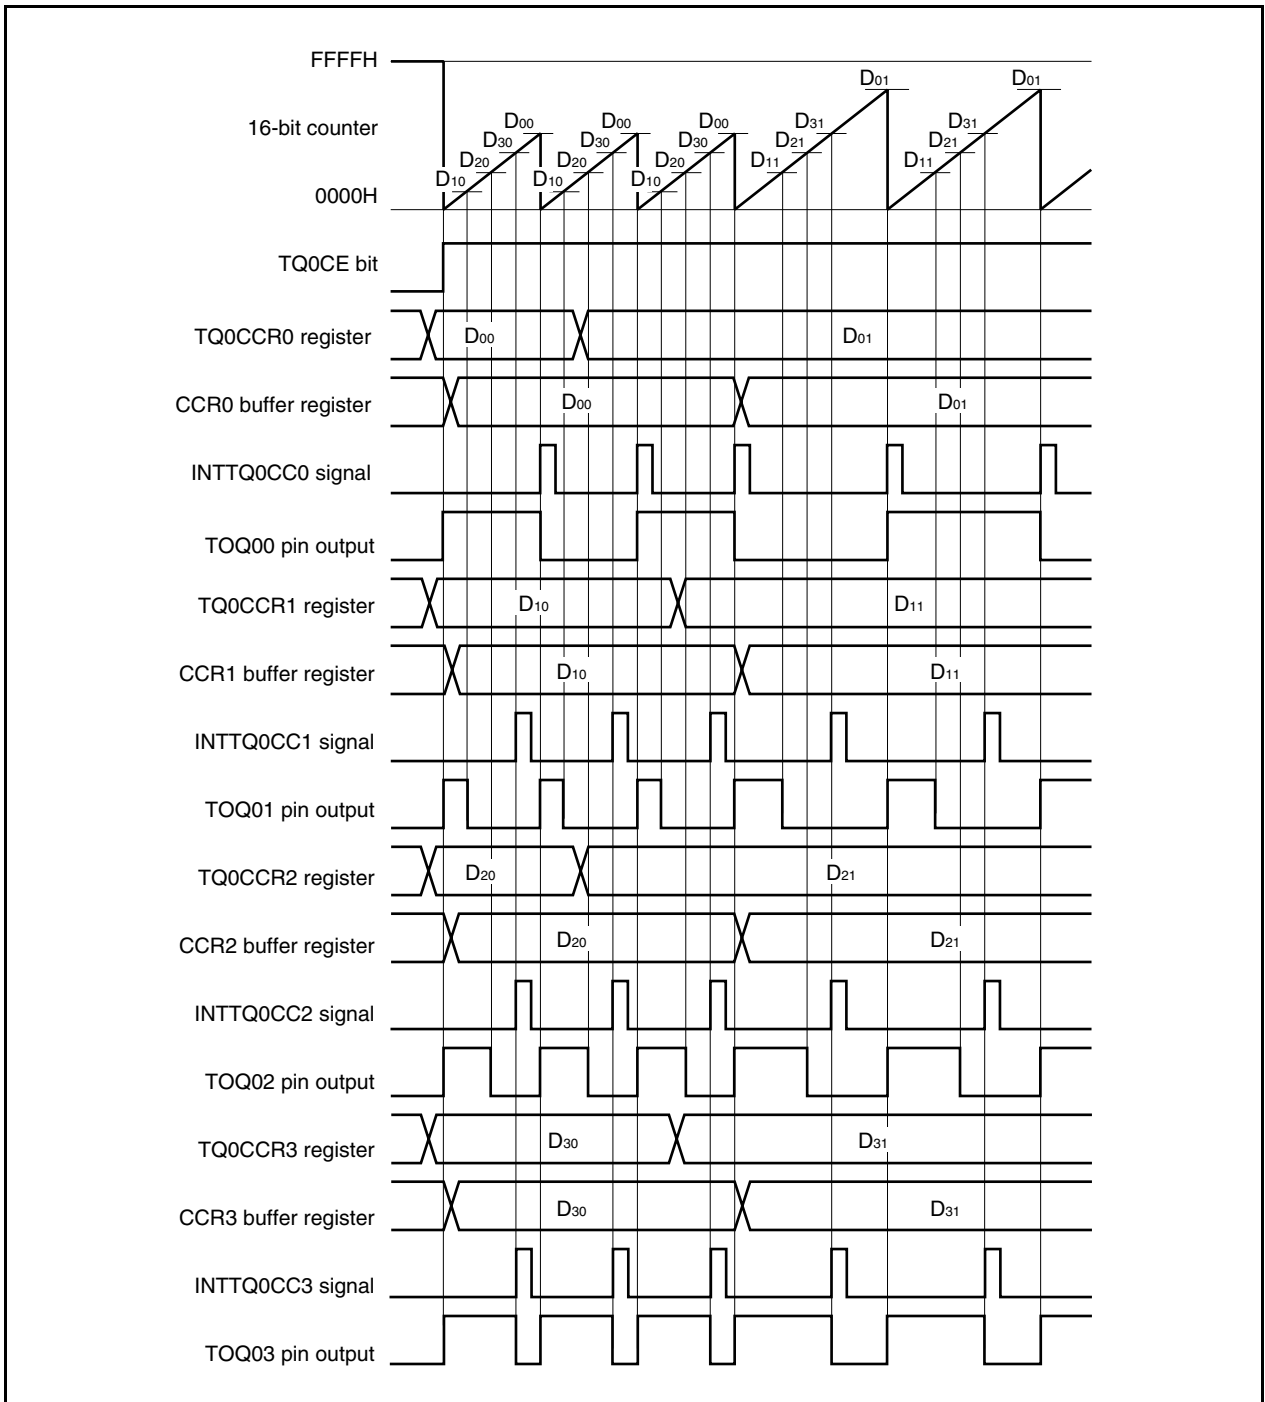 FFFFH
D01 D01
16-bit counter
D00 D00 D00 D31 D31
D30 D30 D30 D21 D21
D20 D20 D20 D11 D11
D10 D10 D10
0000H
TQ0CE bit
TQ0CCR0 register D00 D01
CCR0 buffer register D00 D01
INTTQ0CC0 signal
TOQ00 pin output
TQ0CCR1 register D10 D11
CCR1 buffer register D10 D11
INTTQ0CC1 signal
TOQ01 pin output
TQ0CCR2 register D20 D21
CCR2 buffer register D20 D21
INTTQ0CC2 signal
TOQ02 pin output
TQ0CCR3 register D30 D31
CCR3 buffer register D30 D31
INTTQ0CC3 signal
TOQ03 pin output